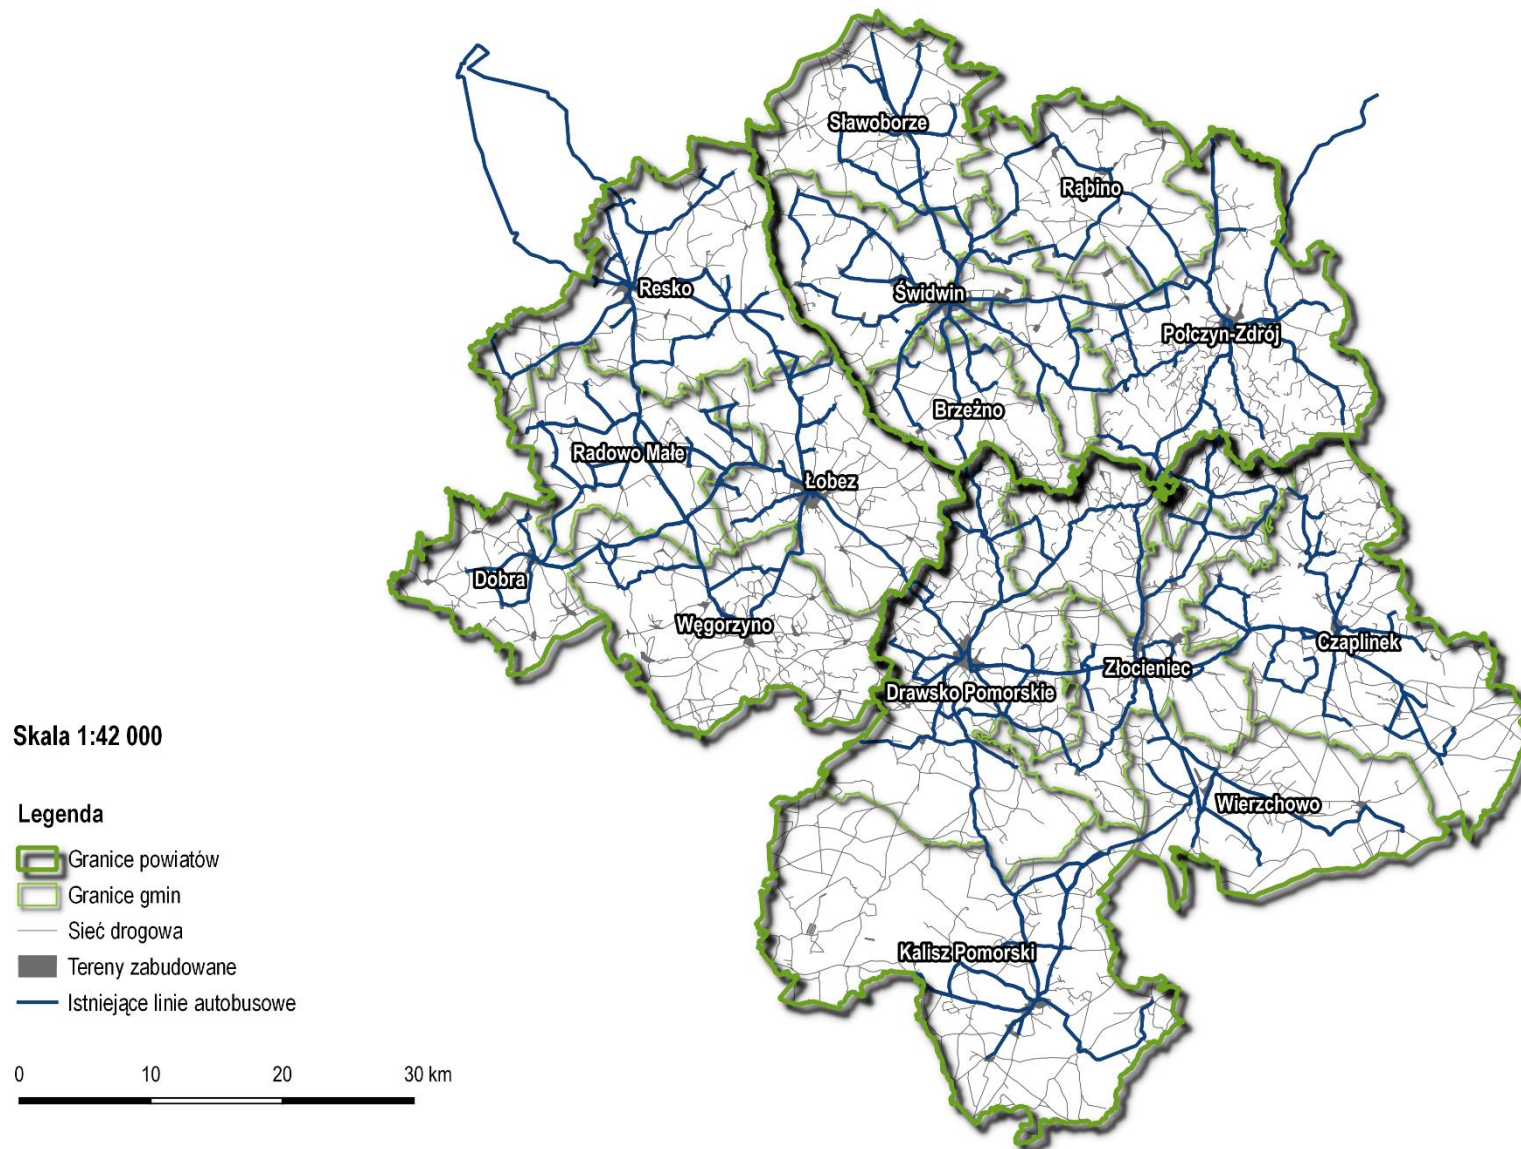 Sławoborze
Rąbino
Resko
Świdwin
Połczyn-Zdrój
Brzeźno
Radowo Małe
Łobez
Dobra
Węgorzyno
Czaplinek
Złocieniec
Drawsko Pomorskie
Wierzchowo
Kalisz Pomorski
Skala 1:42 000
Legenda
Granice powiatów
Granice gmin
Sieć drogowa
Tereny zabudowane
Istniejące linie autobusowe
0 10 20 30 km